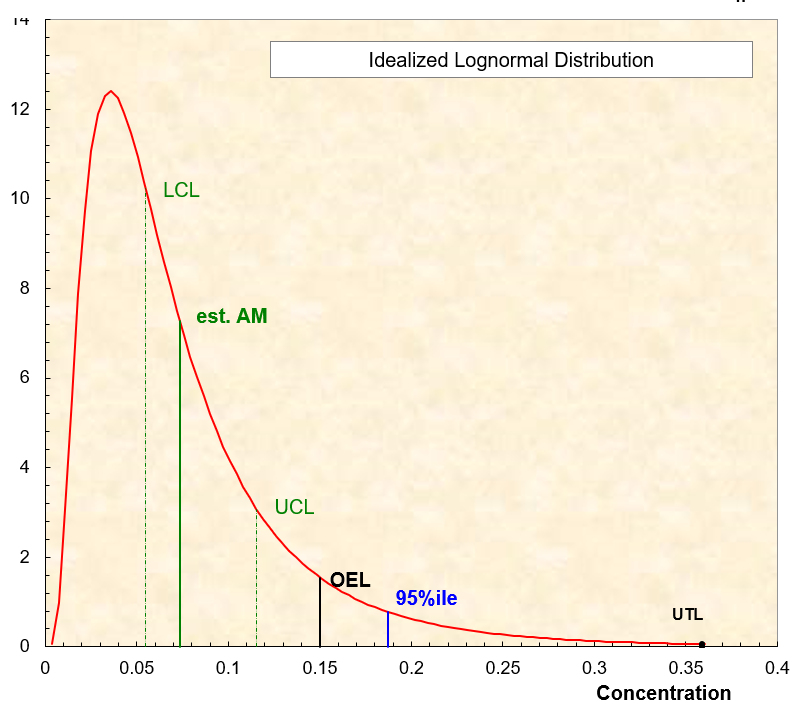 14
Idealized Lognormal Distribution
12
LCL
10
8
est. AM
6
4
UCL
2
OEL
95%ile
UTL
0
0 0.05 0.1 0.15 0.2 0.25 0.3 0.35 0.4
Concentration